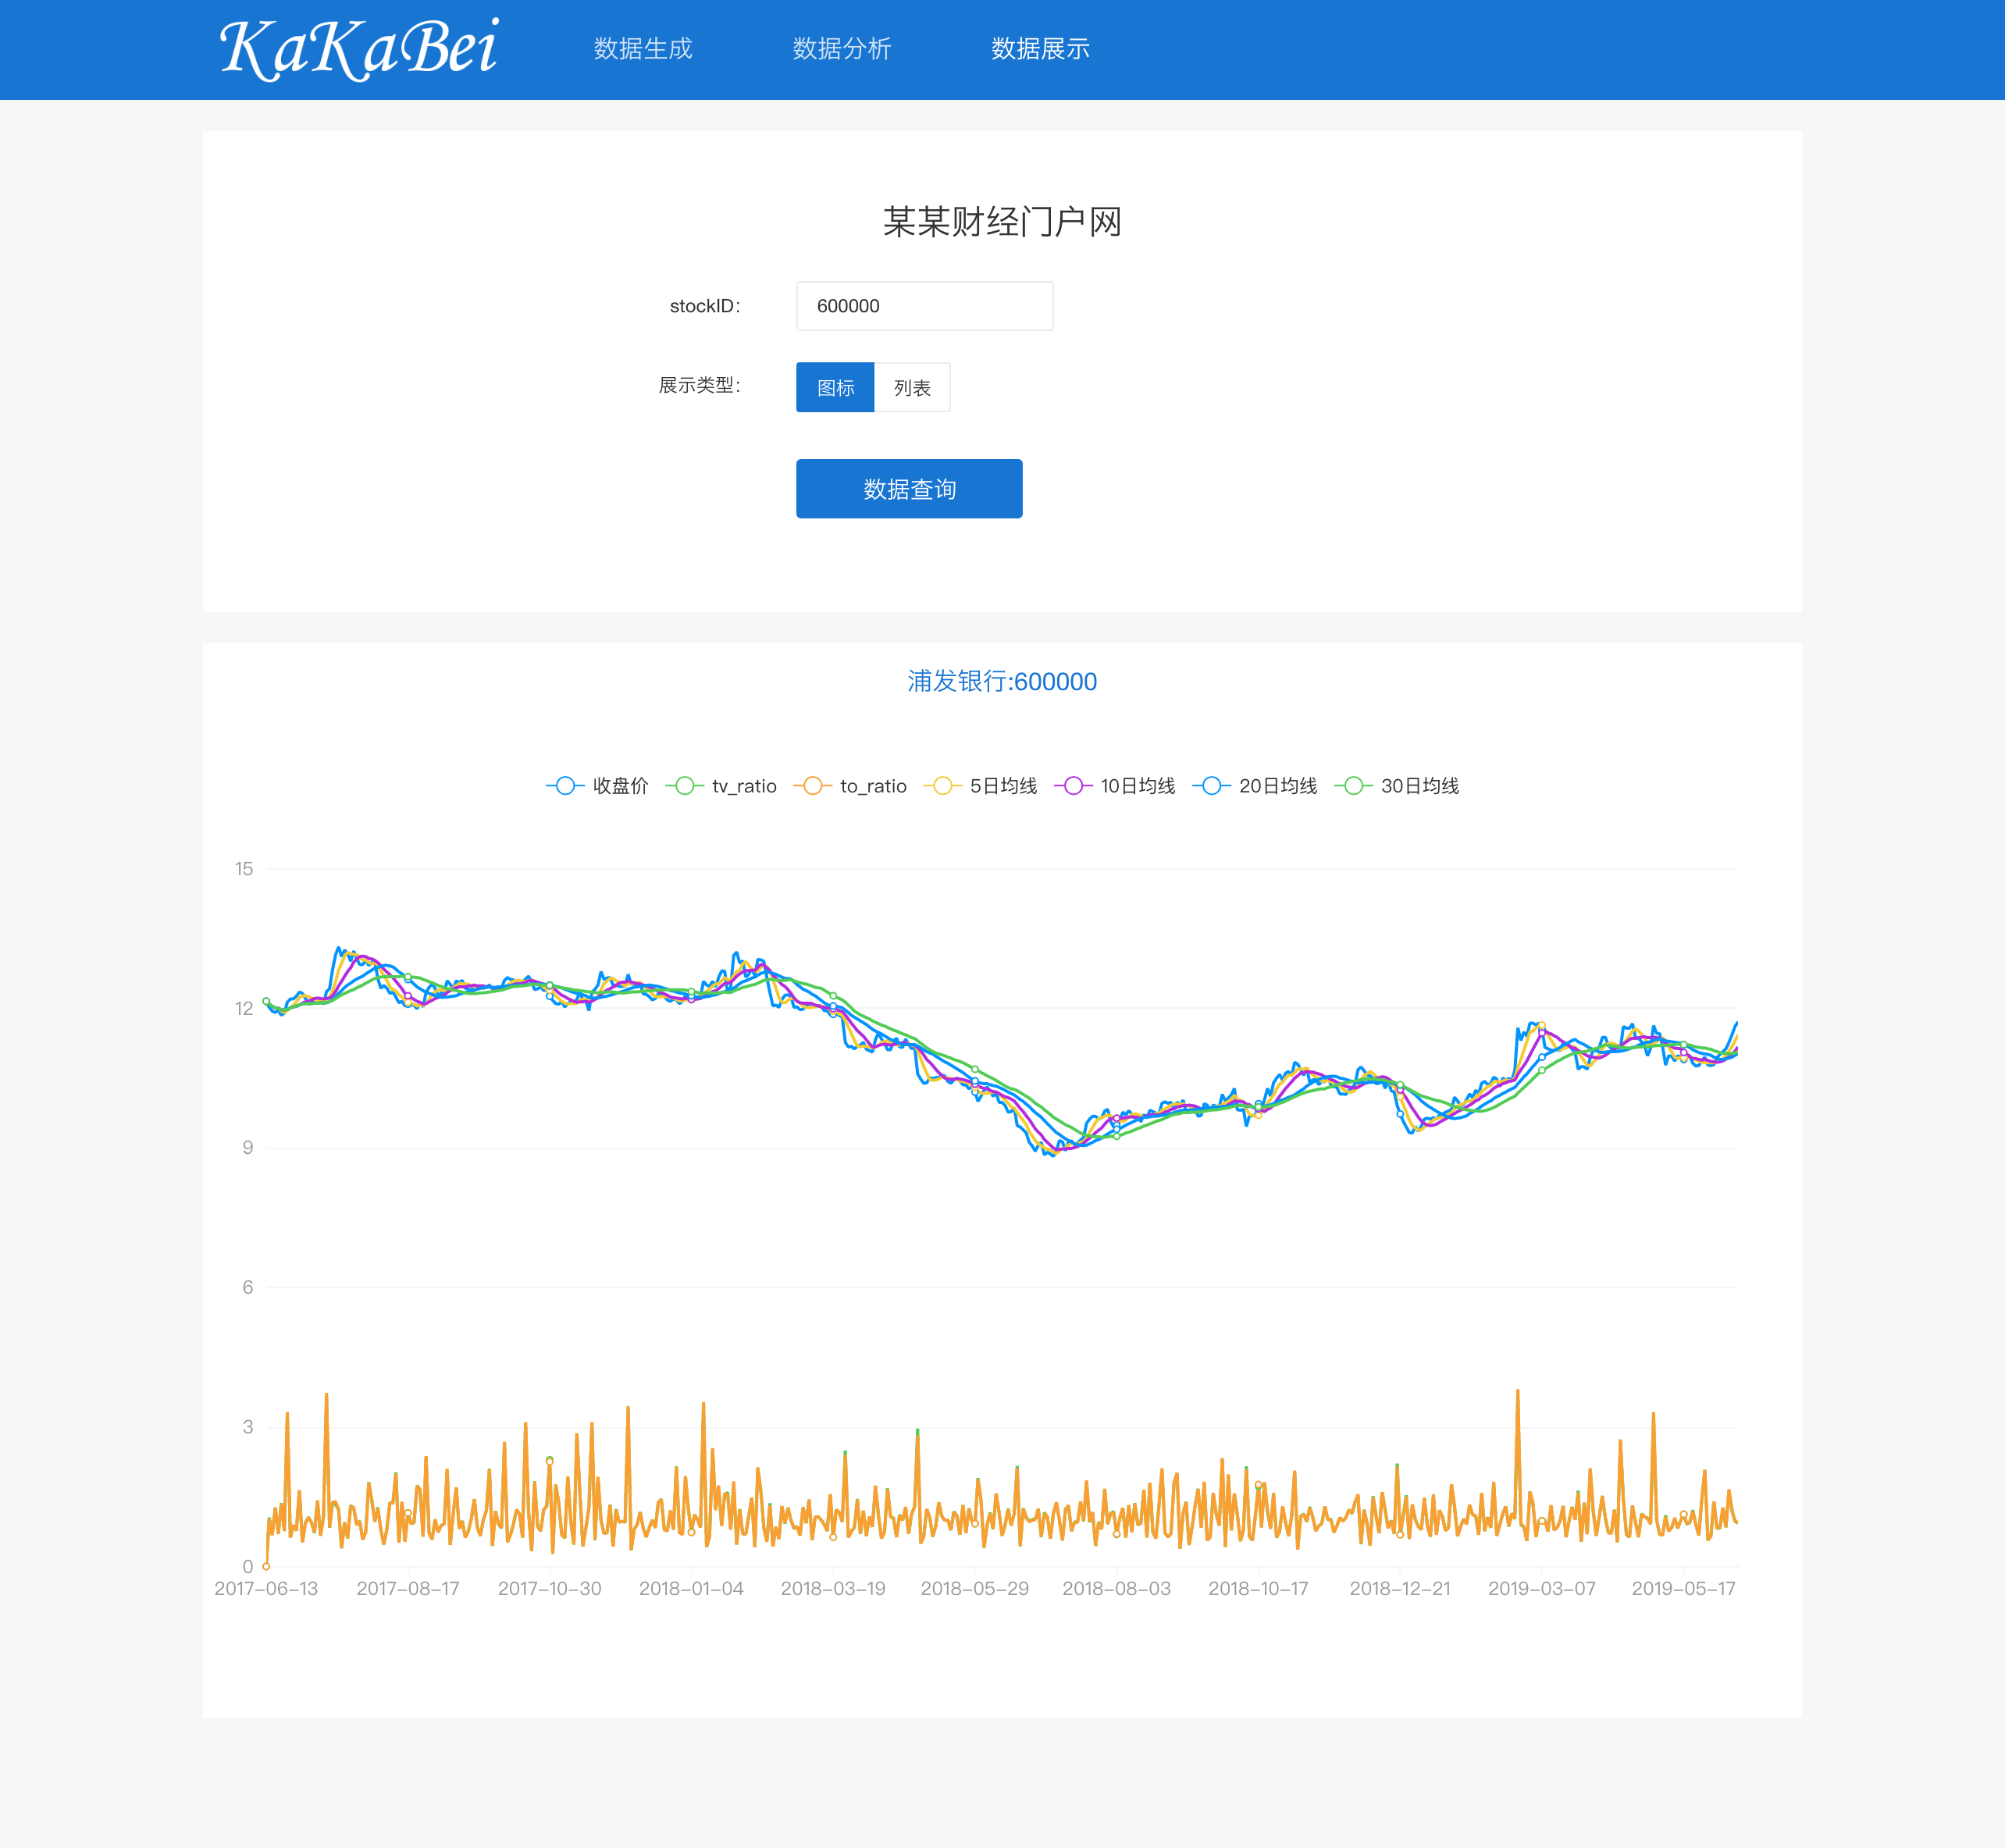 KaKaBei 数据生成 数据分析 数据展示
某某财经门户网
stockID: 600000
展示类型: 图标 列表
数据查询
浦发银行:600000
收盘价 tv_ratio to_ratio 5日均线 10日均线 20日均线 30日均线
15
12
9
6
3
0
2017-06-13 2017-08-17 2017-10-30 2018-01-04 2018-03-19 2018-05-29 2018-08-03 2018-10-17 2018-12-21 2019-03-07 2019-05-17